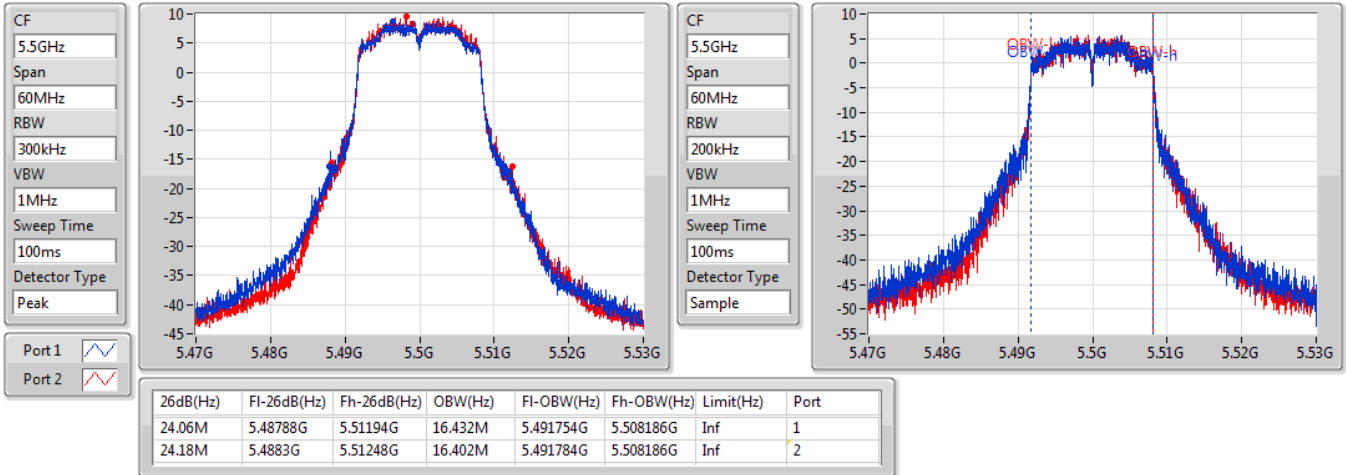 CF
5.5GHz
Span
60MHz
RBW
300kHz
VBW
1MHz
Sweep Time
100ms
Detector Type
Peak
Port 1
Port 2
10
5
0
-5
-10
-15
-20
-25
-30
-35
-40
-45
5.47G 5.48G 5.49G 5.5G 5.51G 5.52G 5.53G
CF
5.5GHz
Span
60MHz
RBW
200kHz
VBW
1MHz
Sweep Time
100ms
Detector Type
Sample
10
5
0
-5
-10
-15
-20
-25
-30
-35
-40
-45
-50
-55
OBW-h
5.47G 5.48G 5.49G 5.5G 5.51G 5.52G 5.53G
26dB(Hz) Fl-26dB(Hz) Fh-26dB(Hz) OBW(Hz) Fl-OBW(Hz) Fh-OBW(Hz) Limit(Hz) Port
24.06M 5.48788G 5.51194G 16.432M 5.491754G 5.508186G Inf 1
24.18M 5.4883G 5.51248G 16.402M 5.491784G 5.508186G Inf 2